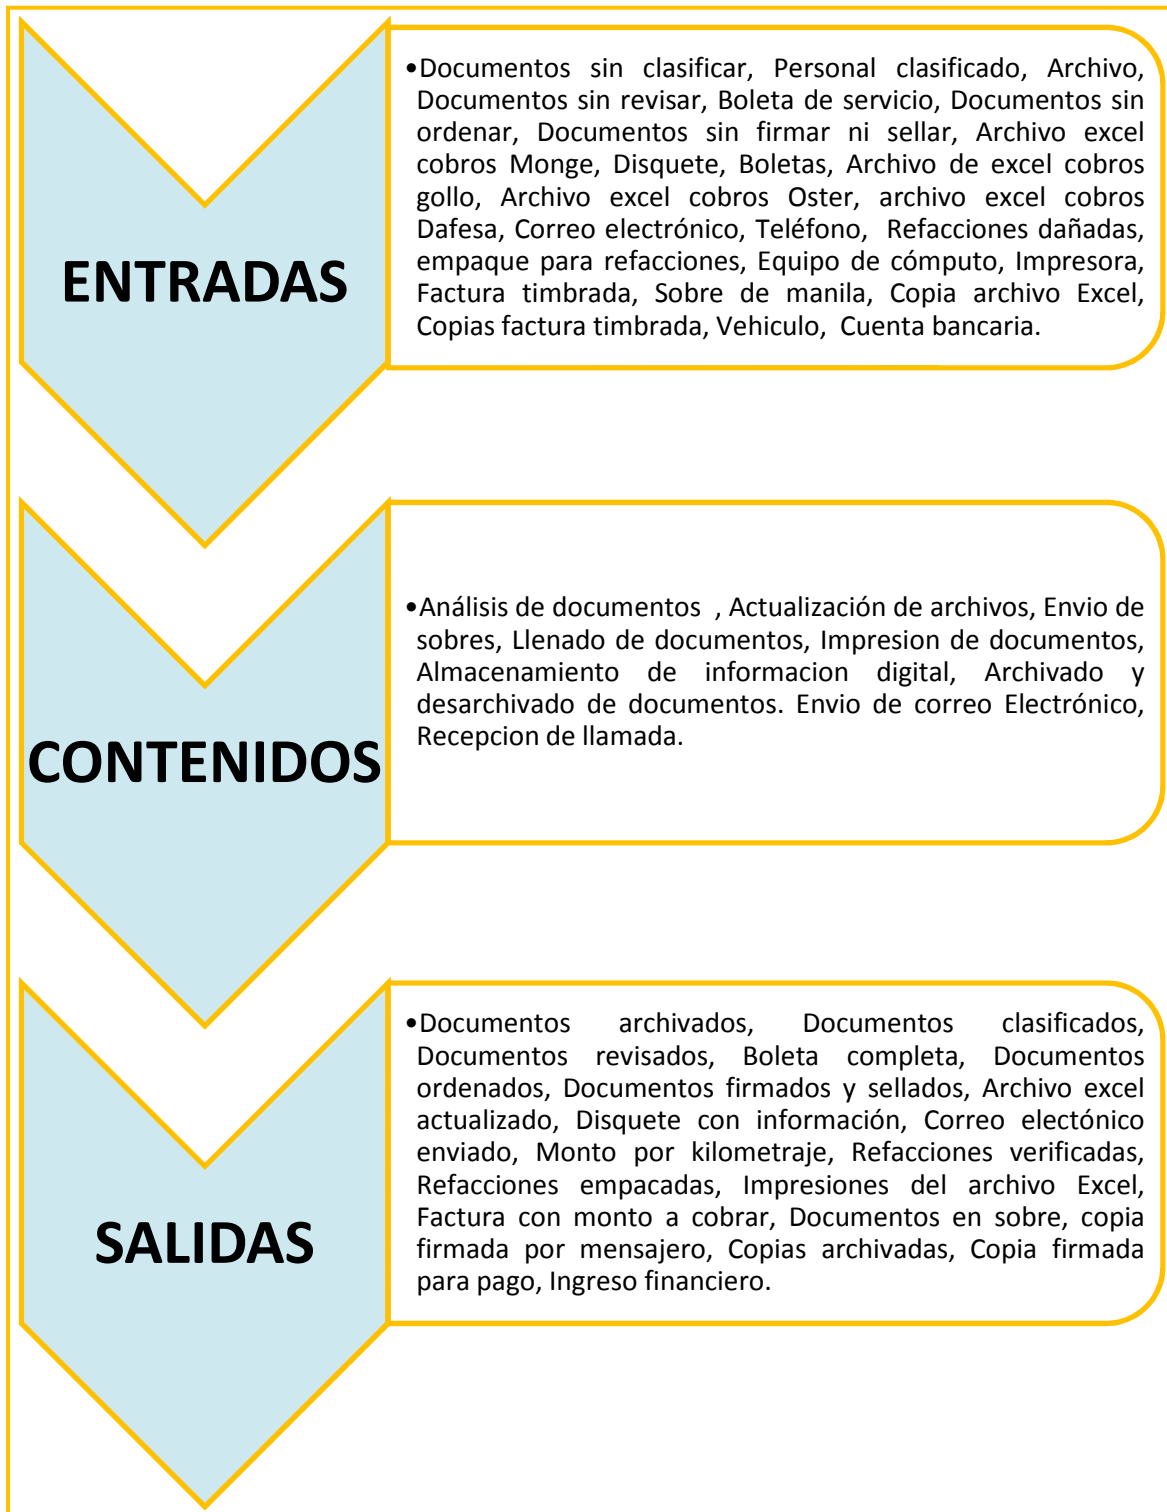 ENTRADAS
•Documentos sin clasificar, Personal clasificado, Archivo,
Documentos sin revisar, Boleta de servicio, Documentos sin
ordenar, Documentos sin firmar ni sellar, Archivo excel
cobros Monge, Disquete, Boletas, Archivo de excel cobros
gollo, Archivo excel cobros Oster, archivo excel cobros
Dafesa, Correo electrónico, Teléfono, Refacciones dañadas,
empaque para refacciones, Equipo de cómputo, Impresora,
Factura timbrada, Sobre de manila, Copia archivo Excel,
Copias factura timbrada, Vehiculo, Cuenta bancaria.
CONTENIDOS
•Análisis de documentos , Actualización de archivos, Envio de
sobres, Llenado de documentos, Impresion de documentos,
Almacenamiento de informacion digital, Archivado y
desarchivado de documentos. Envio de correo Electrónico,
Recepcion de llamada.
SALIDAS
•Documentos archivados, Documentos clasificados,
Documentos revisados, Boleta completa, Documentos
ordenados, Documentos firmados y sellados, Archivo excel
actualizado, Disquete con información, Correo electónico
enviado, Monto por kilometraje, Refacciones verificadas,
Refacciones empacadas, Impresiones del archivo Excel,
Factura con monto a cobrar, Documentos en sobre, copia
firmada por mensajero, Copias archivadas, Copia firmada
para pago, Ingreso financiero.